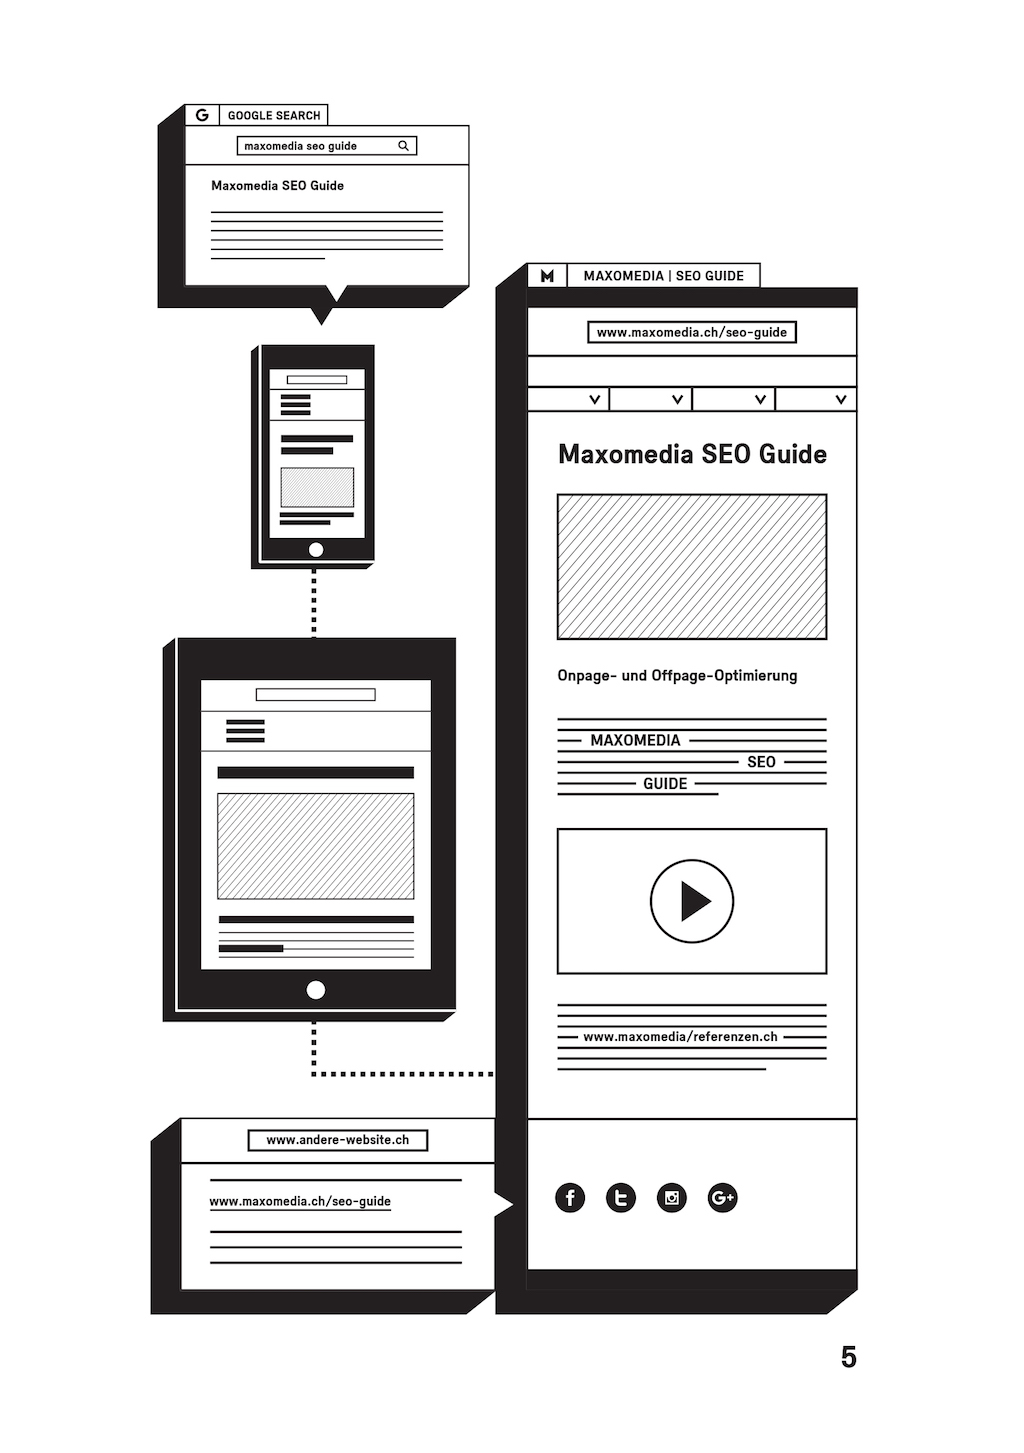 G GOOGLE SEARCH
maxomedia seo guide
Maxomedia SEO Guide
M MAXOMEDIA | SEO GUIDE
www.maxomedia.ch/seo-guide
Maxomedia SEO Guide
Onpage- und Offpage-Optimierung
MAXOMEDIA
SEO
GUIDE
www.maxomedia/referenzen.ch
www.andere-website.ch
www.maxomedia.ch/seo-guide
f t G+
5